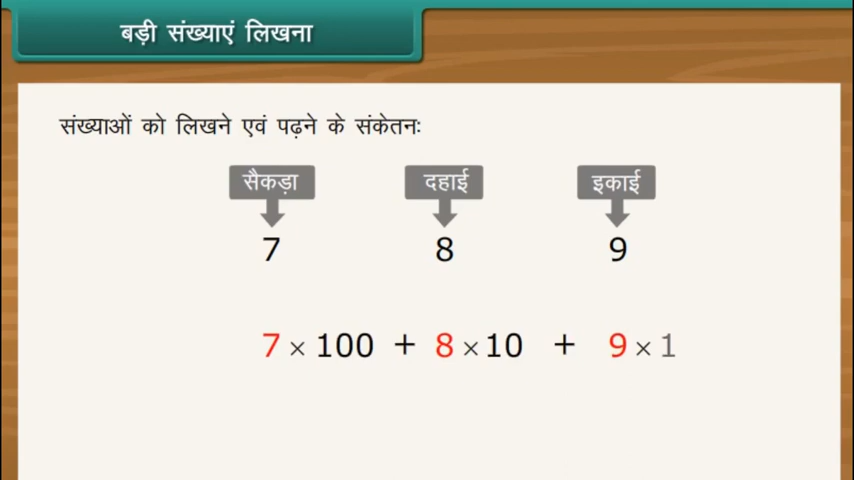 बड़ी संख्याएं लिखना
संख्याओं को लिखने एवं पढ़ने के संकेतनः
सैकड़ा दहाई इकाई
7 8 9
7 × 100 + 8 × 10 + 9 × 1